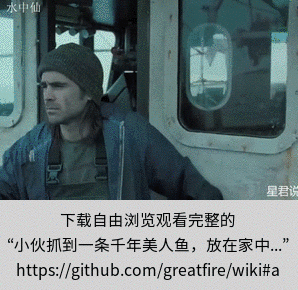 水中仙
星君说
下载自由浏览观看完整的
“小伙抓到一条千年美人鱼，放在家中...”
https://github.com/greatfire/wiki#a